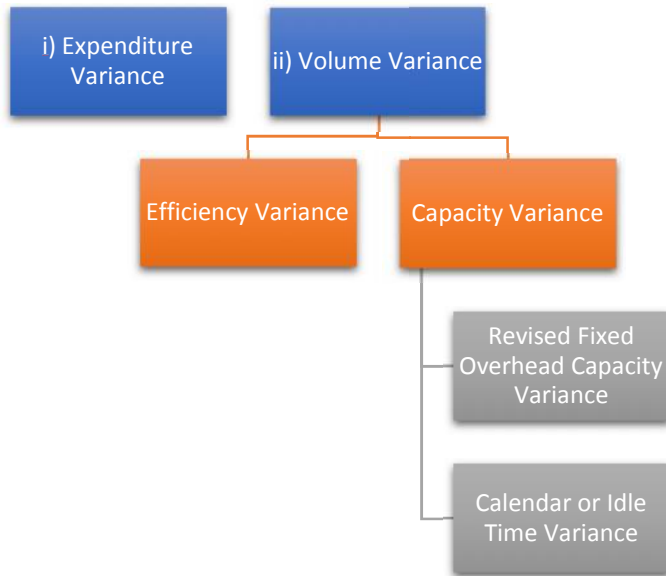 i) Expenditure
Variance
ii) Volume Variance
Efficiency Variance
Capacity Variance
Revised Fixed
Overhead Capacity
Variance
Calendar or Idle
Time Variance